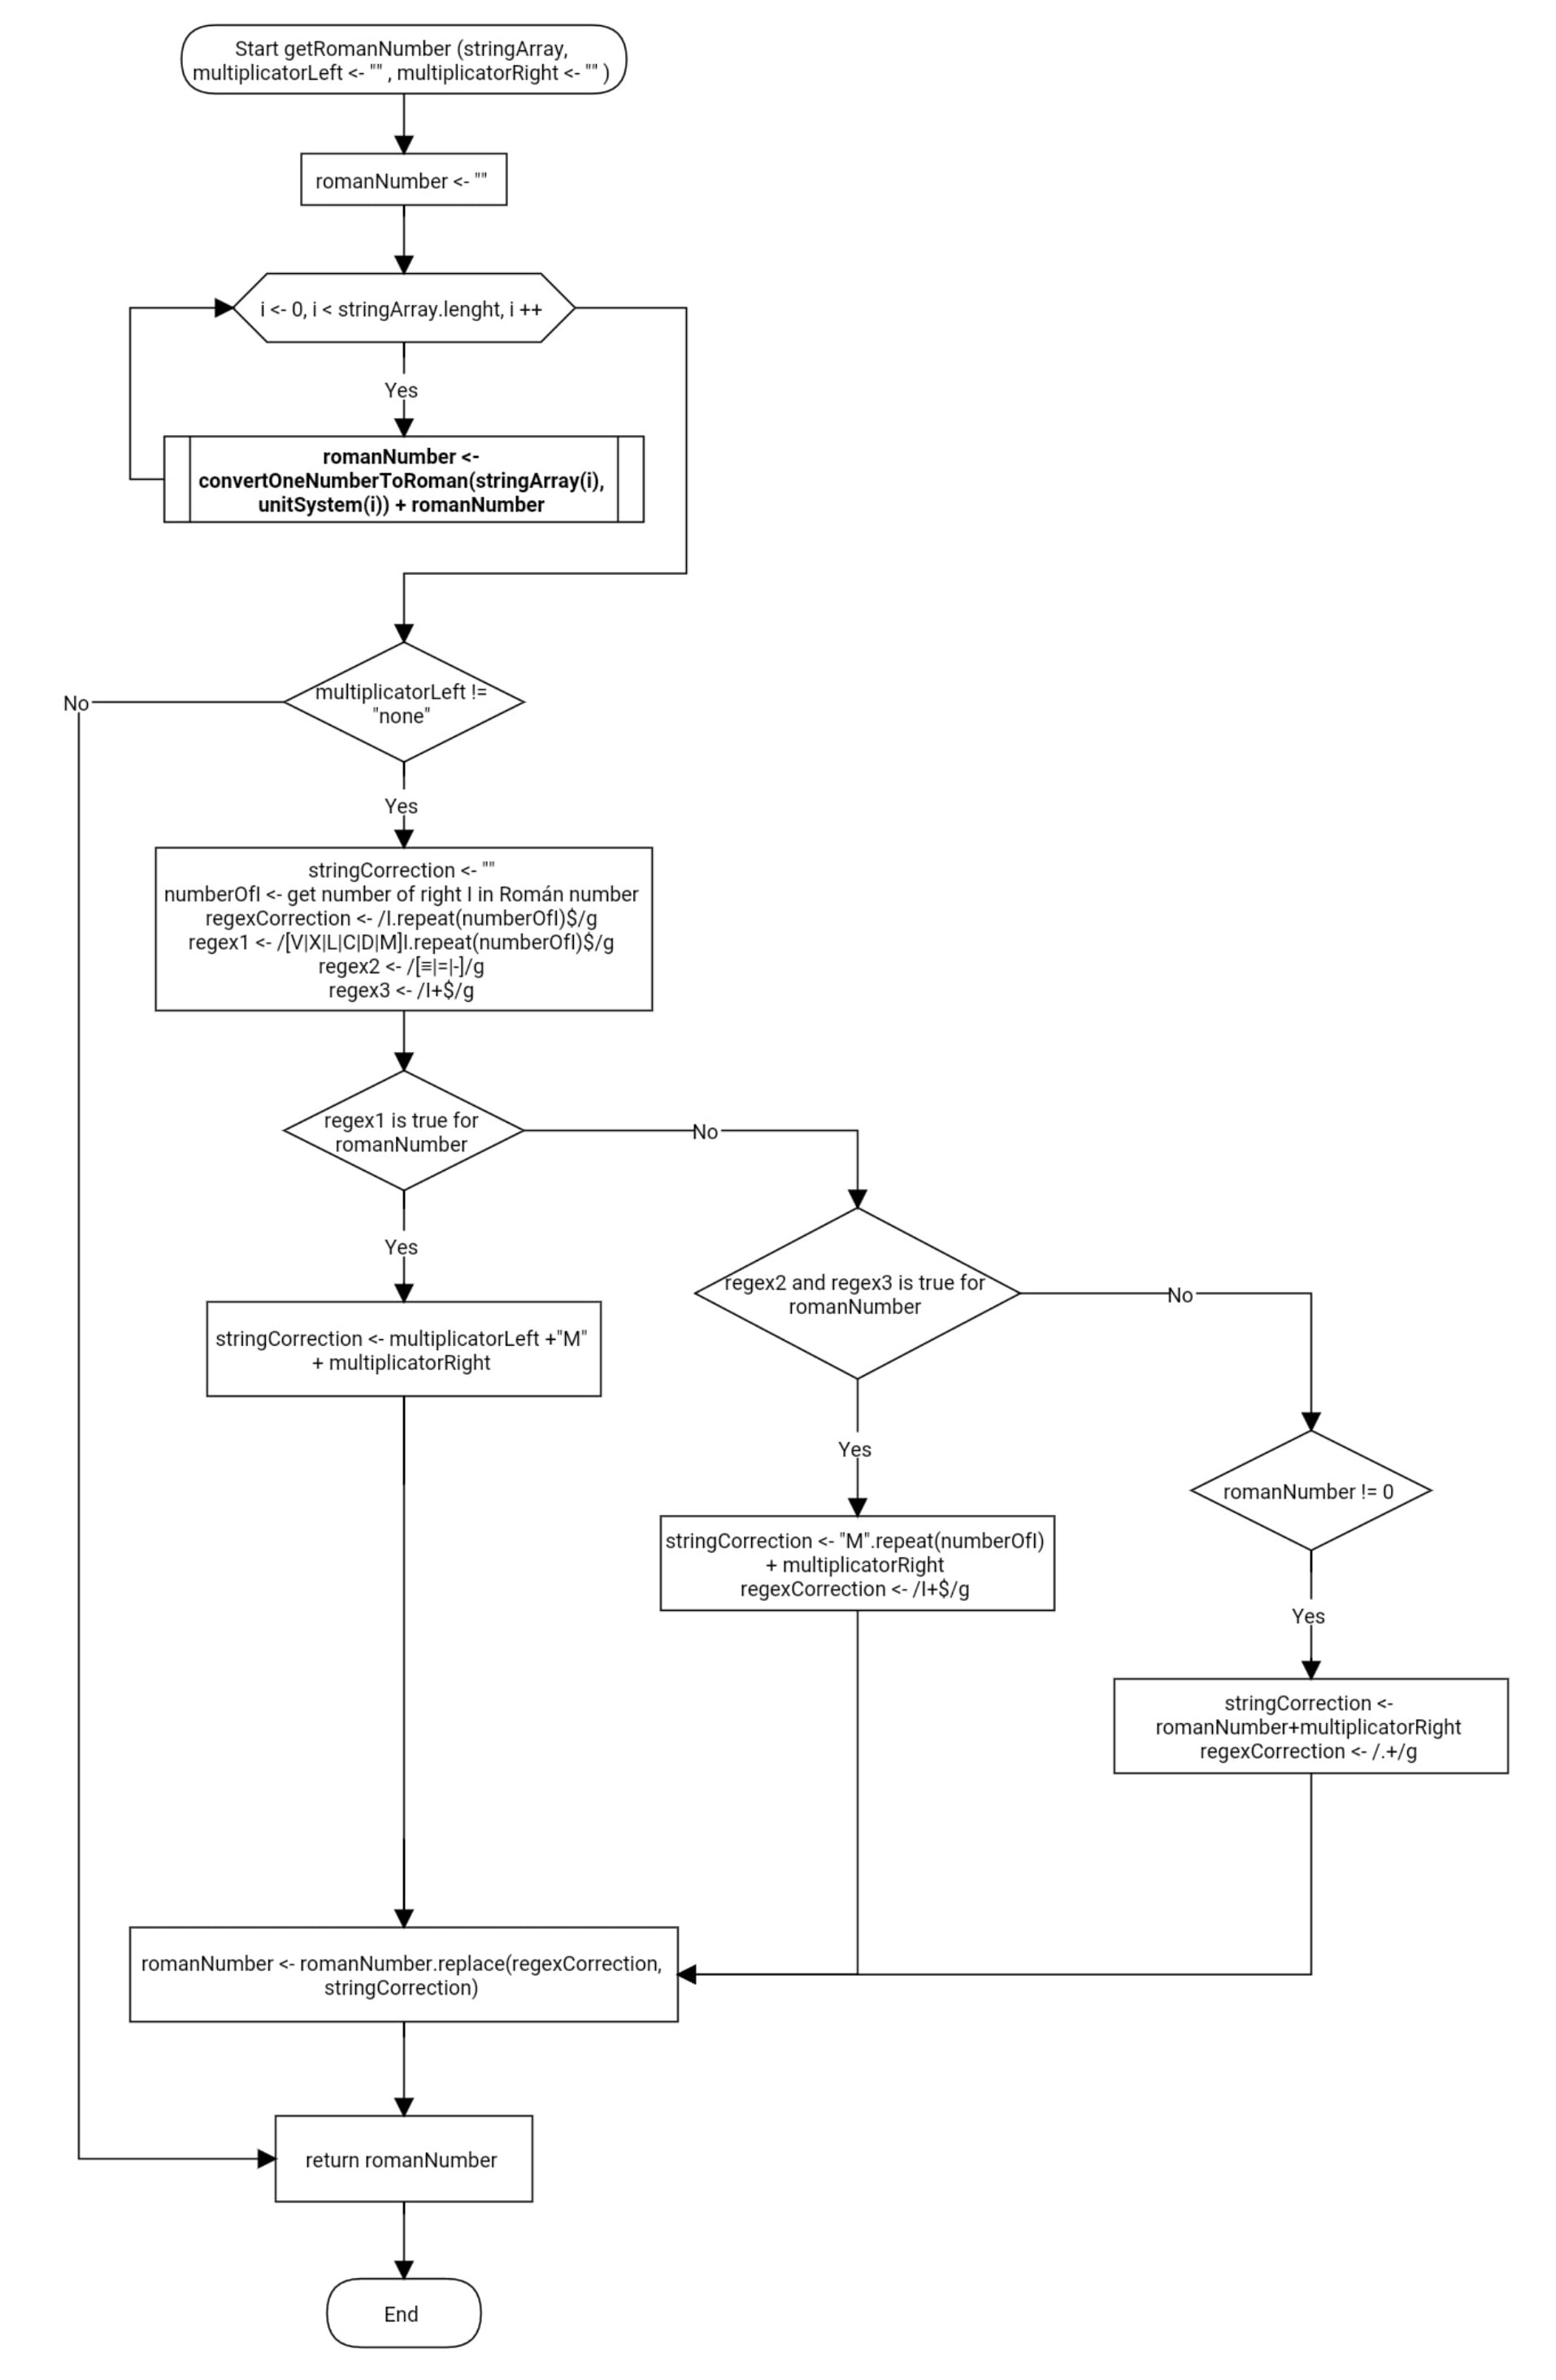 Start getRomanNumber (stringArray,
multiplicatorLeft <- "" , multiplicatorRight <- "" )
romanNumber <- ""
i <- 0, i < stringArray.lenght, i ++
Yes
romanNumber <-
convertOneNumberToRoman(stringArray(i),
unitSystem(i)) + romanNumber
multiplicatorLeft !=
"none"
No
Yes
stringCorrection <- ""
numberOfI <- get number of right I in Román number
regexCorrection <- /I.repeat(numberOfI)$/g
regex1 <- /[V|X|L|C|D|M]I.repeat(numberOfI)$/g
regex2 <- /[≡|=|-]/g
regex3 <- /I+$/g
regex1 is true for
romanNumber
No
Yes
stringCorrection <- multiplicatorLeft +"M"
+ multiplicatorRight
regex2 and regex3 is true for
romanNumber
No
Yes
stringCorrection <- "M".repeat(numberOfI)
+ multiplicatorRight
regexCorrection <- /I+$/g
romanNumber != 0
Yes
stringCorrection <-
romanNumber+multiplicatorRight
regexCorrection <- /.+/g
romanNumber <- romanNumber.replace(regexCorrection,
stringCorrection)
return romanNumber
End